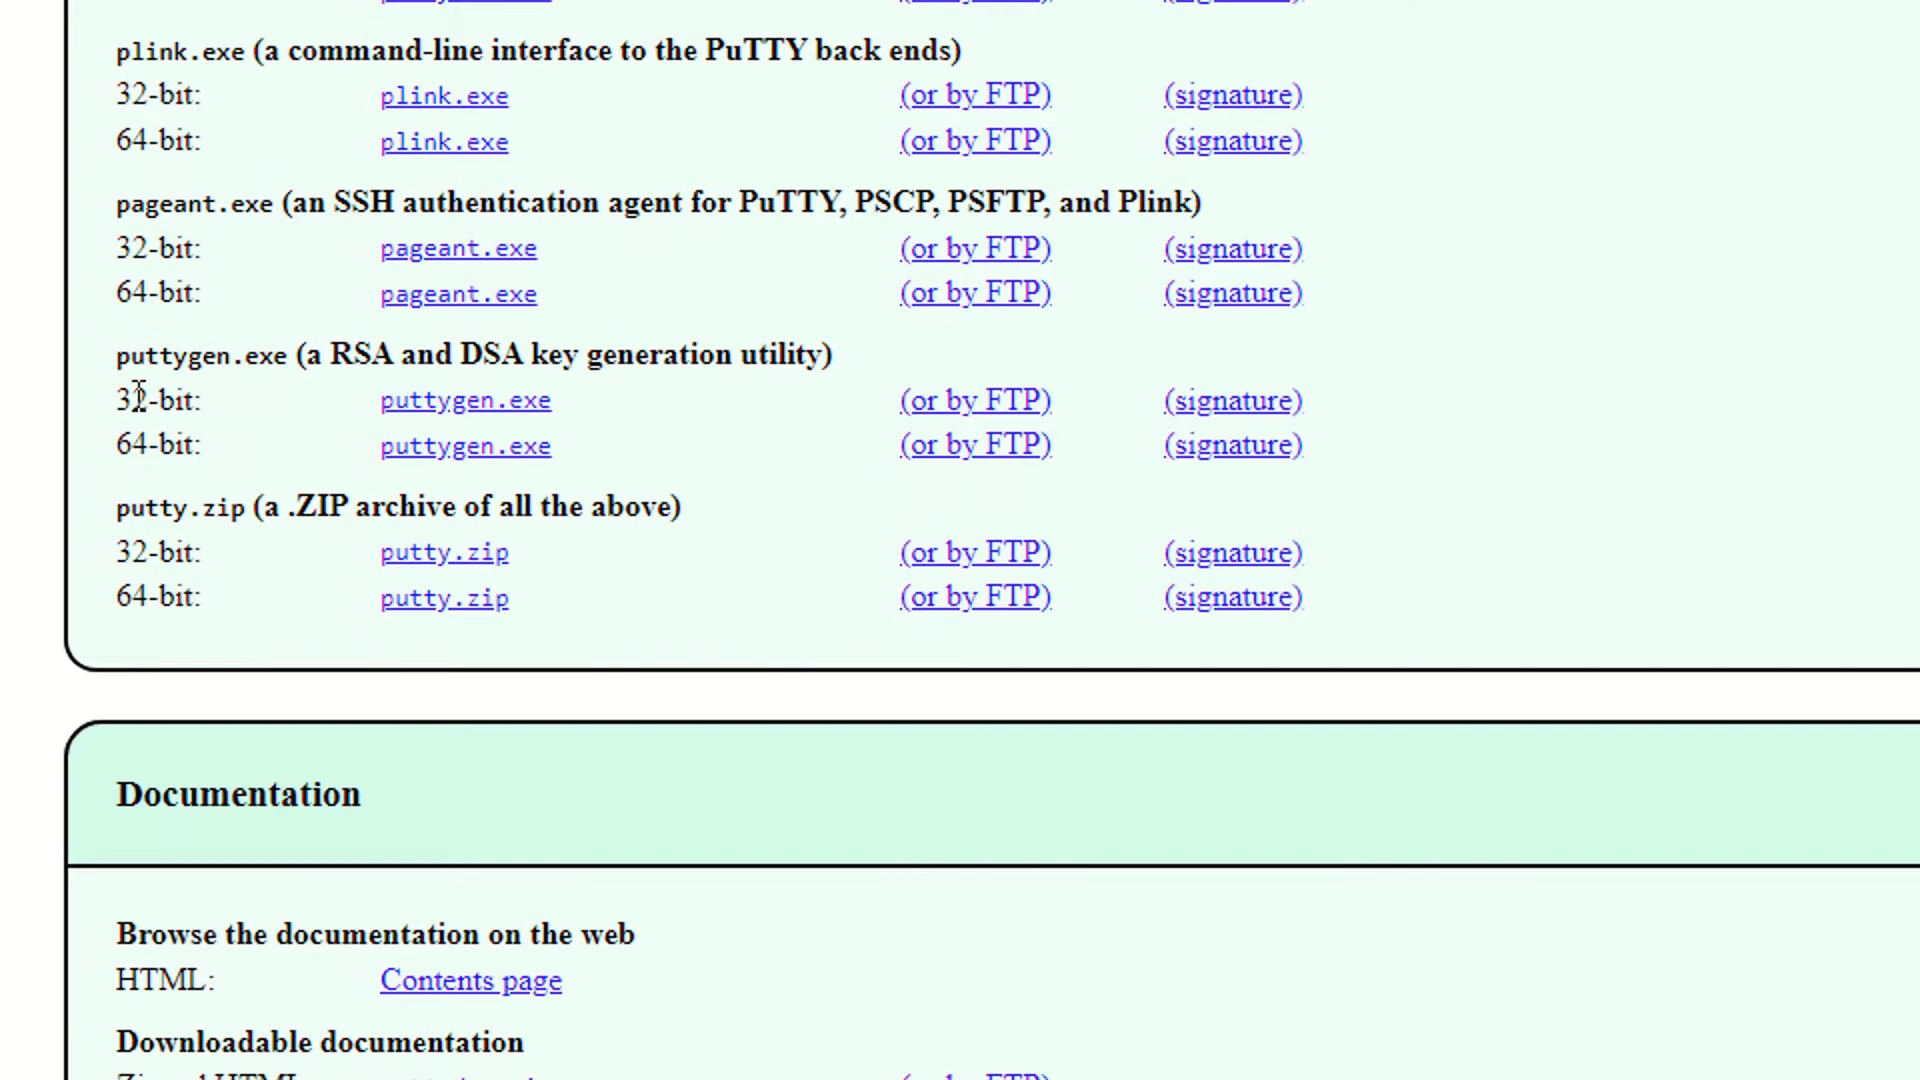 plink.exe (a command-line interface to the PuTTY back ends)
32-bit: plink.exe (or by FTP) (signature)
64-bit: plink.exe (or by FTP) (signature)
pageant.exe (an SSH authentication agent for PuTTY, PSCP, PSFTP, and Plink)
32-bit: pageant.exe (or by FTP) (signature)
64-bit: pageant.exe (or by FTP) (signature)
puttygen.exe (a RSA and DSA key generation utility)
32-bit: puttygen.exe (or by FTP) (signature)
64-bit: puttygen.exe (or by FTP) (signature)
putty.zip (a .ZIP archive of all the above)
32-bit: putty.zip (or by FTP) (signature)
64-bit: putty.zip (or by FTP) (signature)
Documentation
Browse the documentation on the web
HTML: Contents page
Downloadable documentation